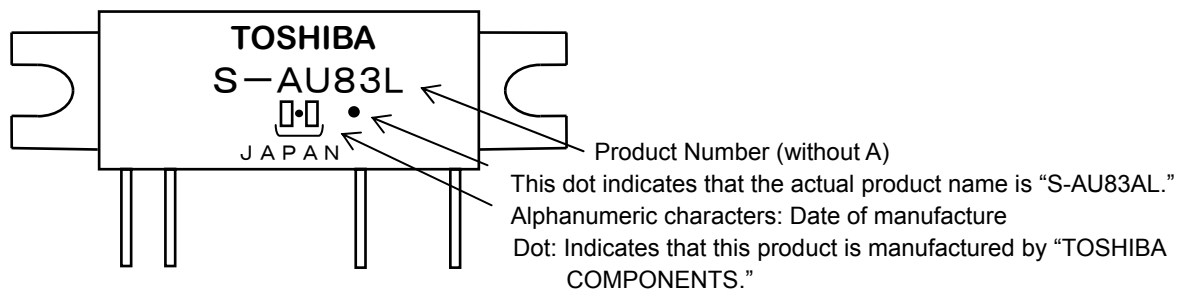 TOSHIBA
S－AU83L
JAPAN
Product Number (without A)
This dot indicates that the actual product name is “S-AU83AL.”
Alphanumeric characters: Date of manufacture
Dot: Indicates that this product is manufactured by “TOSHIBA
COMPONENTS.”